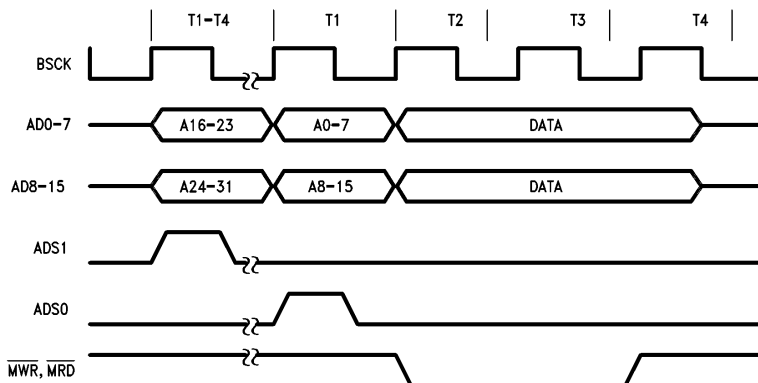 T1-T4 T1 T2 T3 T4
BSCK
AD0-7 A16-23 A0-7 DATA
AD8-15 A24-31 A8-15 DATA
ADS1
ADS0
MWR, MRD